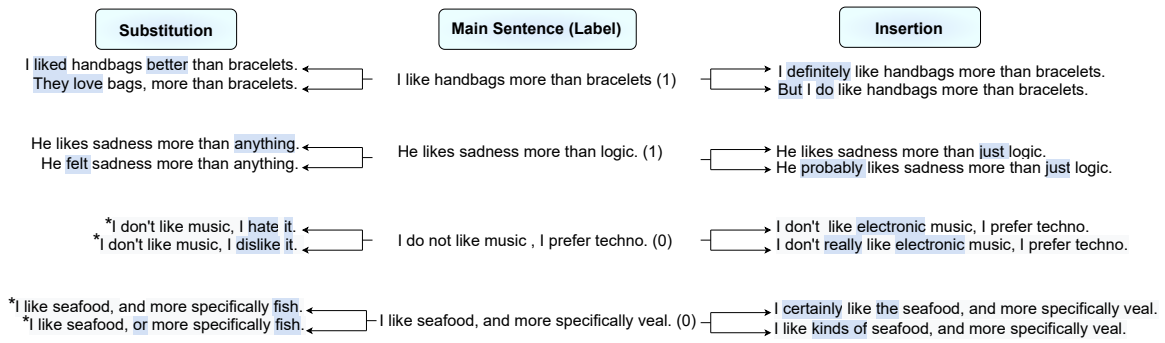 Substitution
Main Sentence (Label)
Insertion
I liked handbags better than bracelets.
They love bags, more than bracelets.
I like handbags more than bracelets (1)
I definitely like handbags more than bracelets.
But I do like handbags more than bracelets.
He likes sadness more than anything.
He felt sadness more than anything.
He likes sadness more than logic. (1)
He likes sadness more than just logic.
He probably likes sadness more than just logic.
*I don't like music, I hate it.
*I don't like music, I dislike it.
I do not like music , I prefer techno. (0)
I don't like electronic music, I prefer techno.
I don't really like electronic music, I prefer techno.
*I like seafood, and more specifically fish.
*I like seafood, or more specifically fish.
I like seafood, and more specifically veal. (0)
I certainly like the seafood, and more specifically veal.
I like kinds of seafood, and more specifically veal.